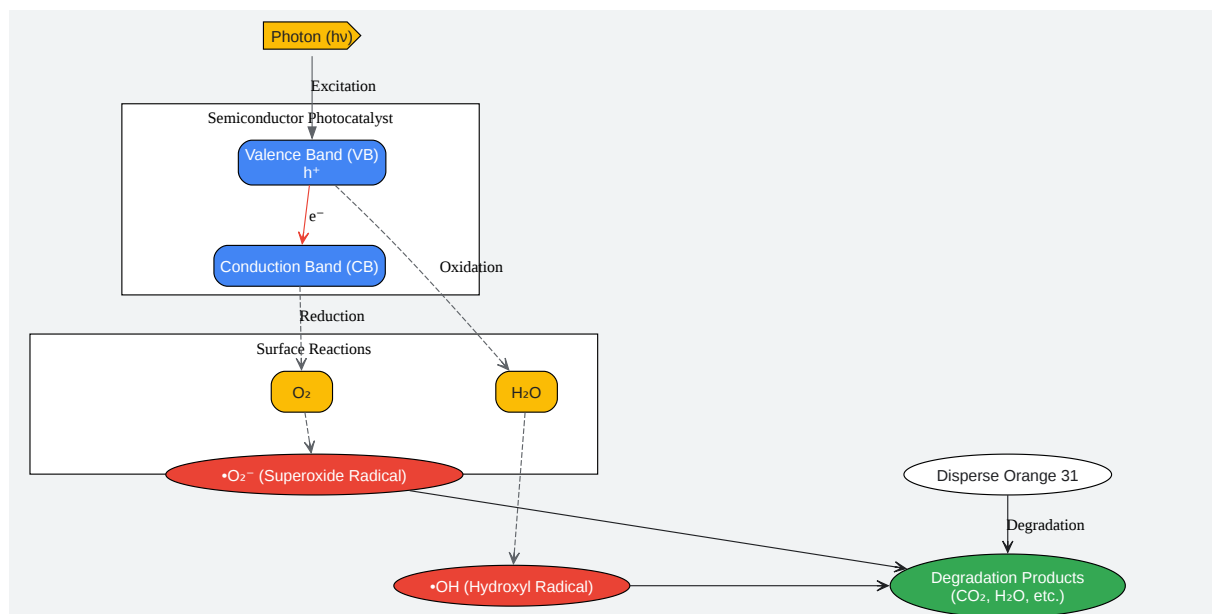 Photon (hν)
Excitation
Semiconductor Photocatalyst
Valence Band (VB)
h⁺
e⁻
Conduction Band (CB)
Oxidation
Reduction
Surface Reactions
O₂
H₂O
•O₂⁻ (Superoxide Radical)
Disperse Orange 31
Degradation
•OH (Hydroxyl Radical)
Degradation Products
(CO₂, H₂O, etc.)